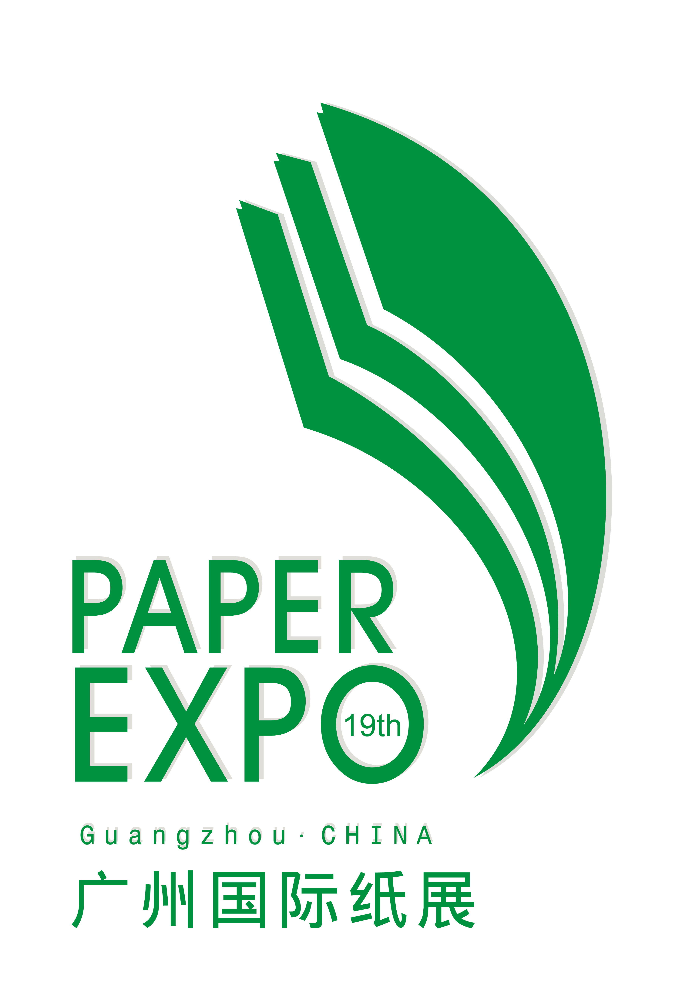 PAPER
EXPO
19th
Guangzhou·CHINA
广州国际纸展